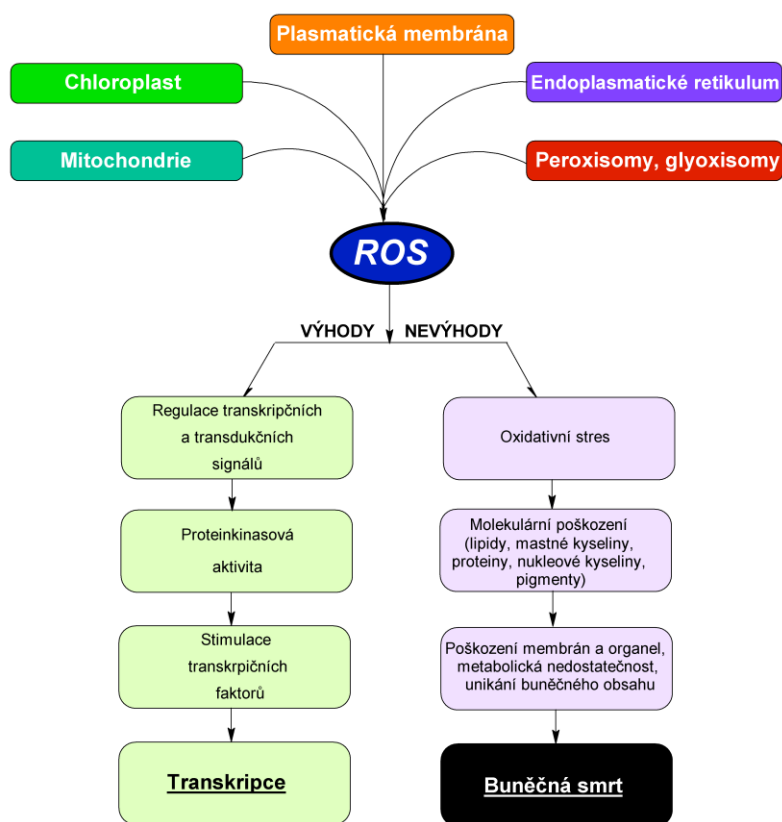 Plasmatická membrána
Chloroplast
Endoplasmatické retikulum
Mitochondrie
Peroxisomy, glyoxisomy
ROS
VÝHODY
NEVÝHODY
Regulace transkripčních
a transdukčních
signálů
Proteinkinasová
aktivita
Stimulace
transkrpičních
faktorů
Transkripce
Oxidativní stres
Molekulární poškození
(lipidy, mastné kyseliny,
proteiny, nukleové kyseliny,
pigmenty)
Poškození membrán a organel,
metabolická nedostatečnost,
unikání buněčného obsahu
Buněčná smrt